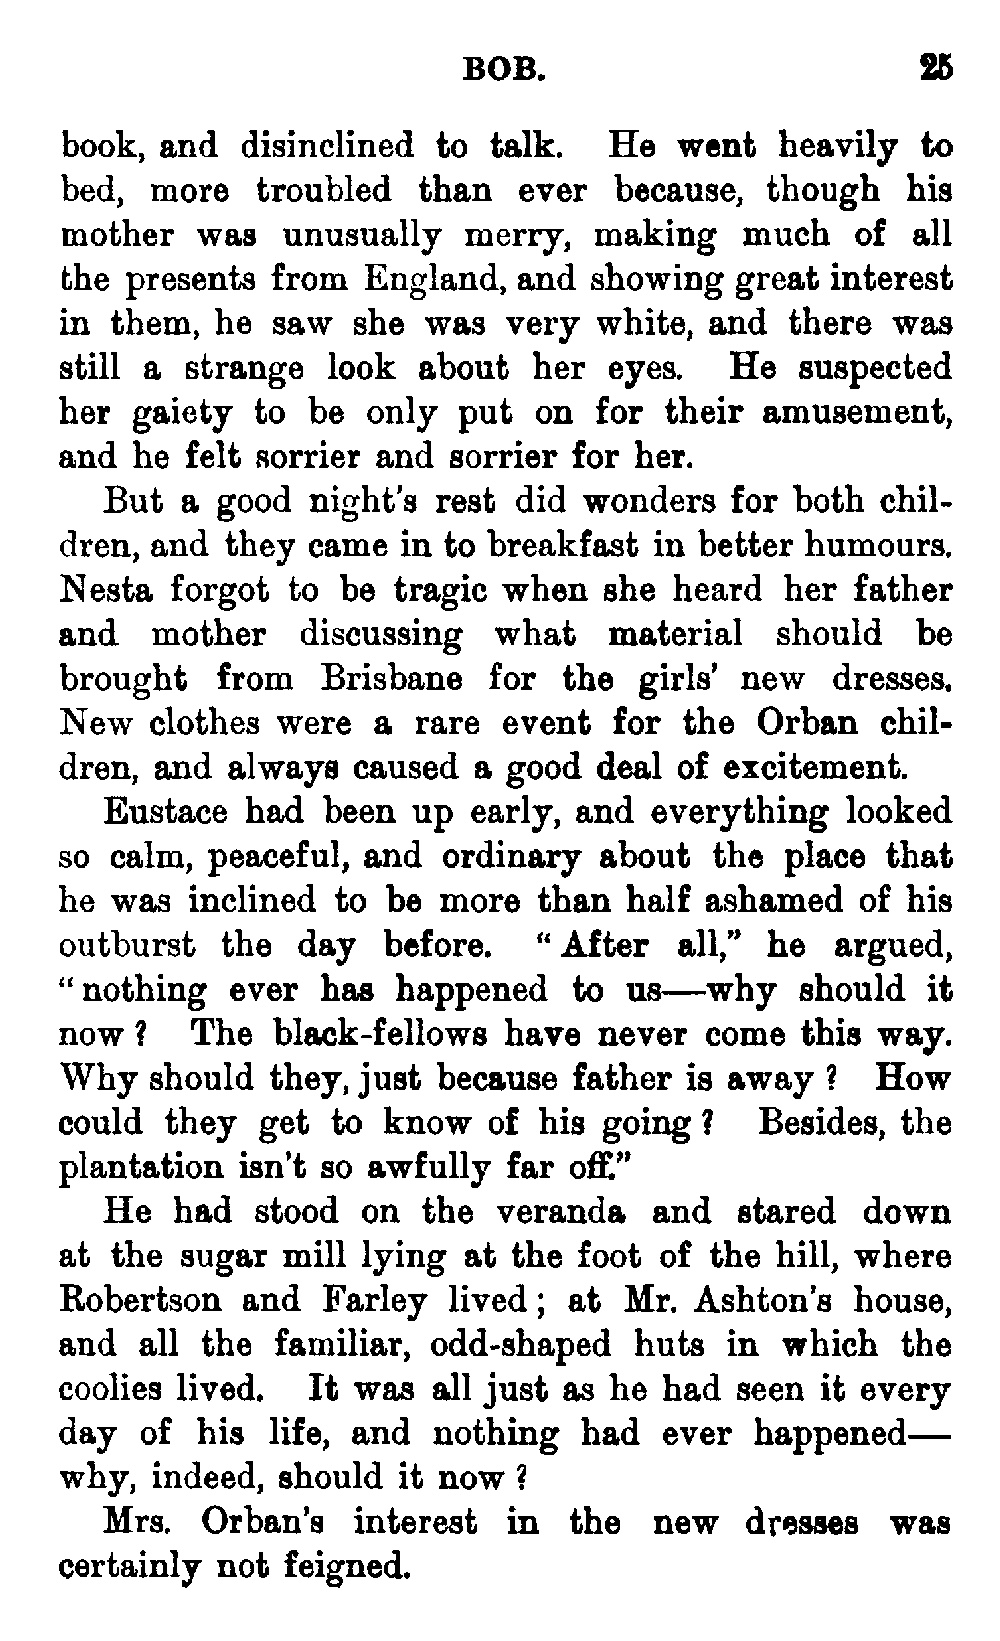 BOB. 25
book, and disinclined to talk. He went heavily to
bed, more troubled than ever because, though his
mother was unusually merry, making much of all
the presents from England, and showing great interest
in them, he saw she was very white, and there was
still a strange look about her eyes. He suspected
her gaiety to be only put on for their amusement,
and he felt sorrier and sorrier for her.
But a good night's rest did wonders for both chil-
dren, and they came in to breakfast in better humours.
Nesta forgot to be tragic when she heard her father
and mother discussing what material should be
brought from Brisbane for the girls' new dresses.
New clothes were a rare event for the Orban chil-
dren, and always caused a good deal of excitement.
Eustace had been up early, and everything looked
so calm, peaceful, and ordinary about the place that
he was inclined to be more than half ashamed of his
outburst the day before. “After all,” he argued,
“nothing ever has happened to us—why should it
now? The black-fellows have never come this way.
Why should they, just because father is away? How
could they get to know of his going? Besides, the
plantation isn't so awfully far off.”
He had stood on the veranda and stared down
at the sugar mill lying at the foot of the hill, where
Robertson and Farley lived; at Mr. Ashton's house,
and all the familiar, odd-shaped huts in which the
coolies lived. It was all just as he had seen it every
day of his life, and nothing had ever happened—
why, indeed, should it now?
Mrs. Orban's interest in the new dresses was
certainly not feigned.